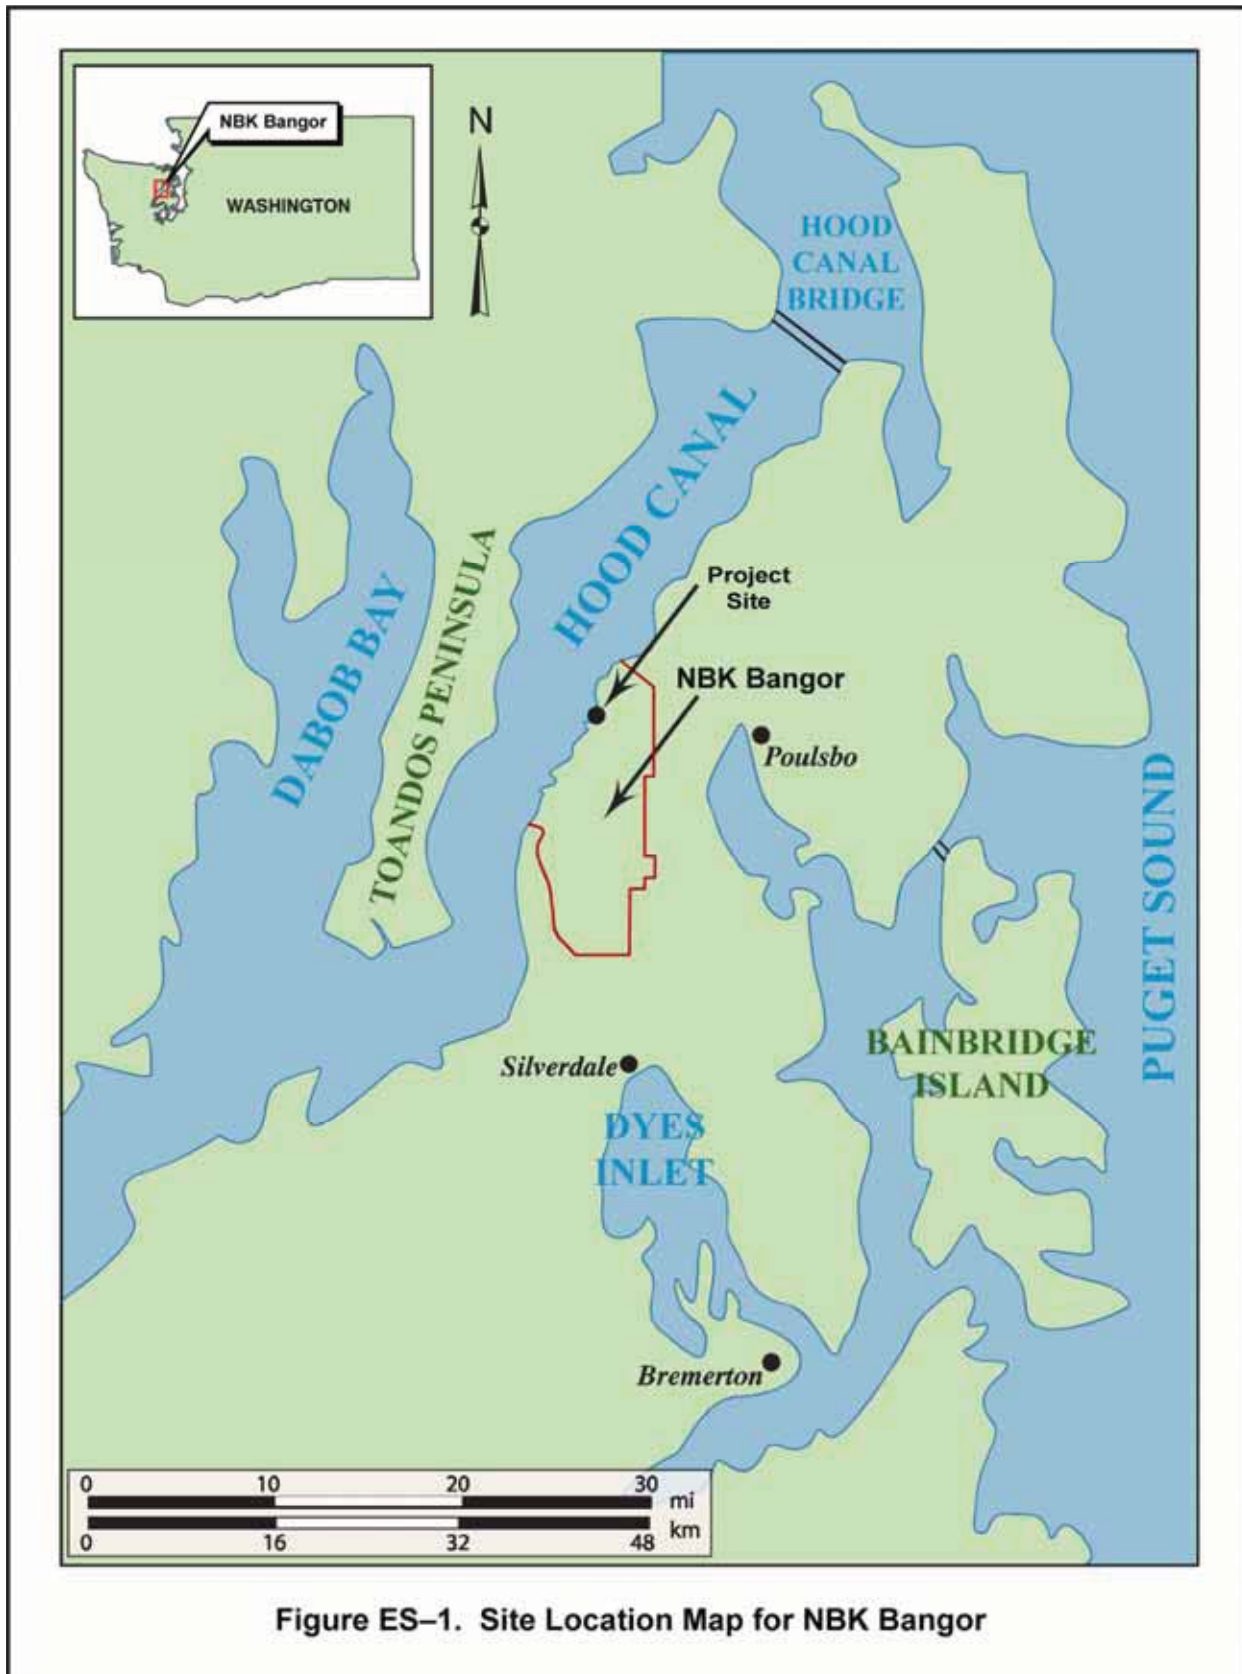 NBK Bangor
WASHINGTON
N
HOOD
CANAL
BRIDGE
HOOD CANAL
DABOB BAY
TOANDOS PENINSULA
Project
Site
NBK Bangor
Poulsbo
PUGET SOUND
BAINBRIDGE
ISLAND
Silverdale
DYES
INLET
Bremerton
0 10 20 30 mi
0 16 32 48 km
Figure ES–1. Site Location Map for NBK Bangor